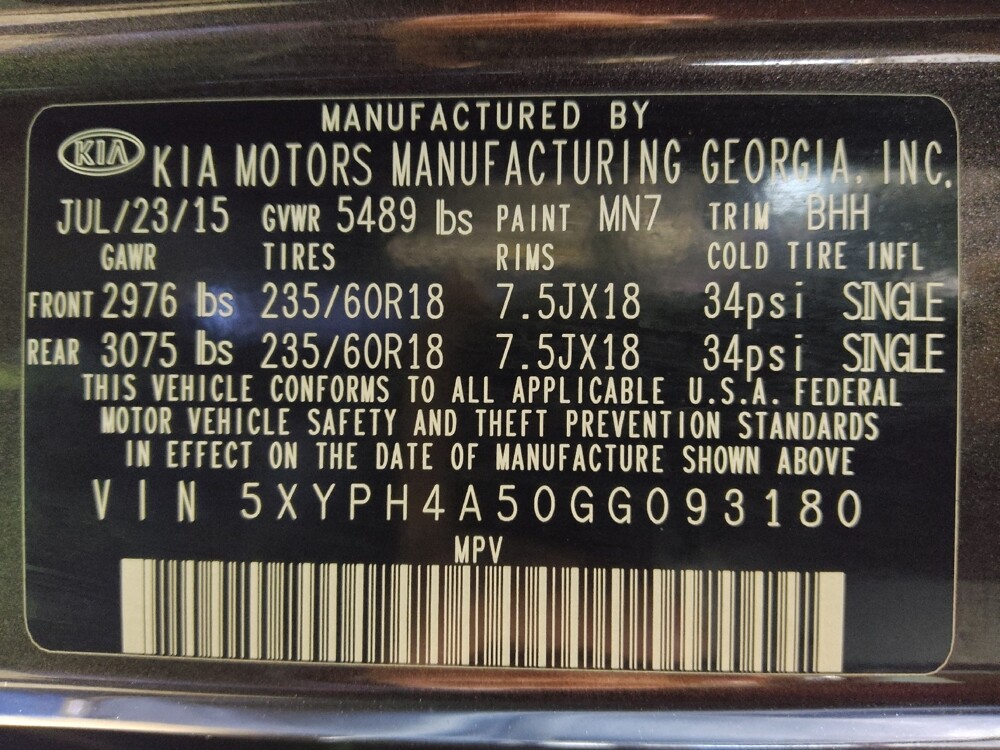 MANUFACTURED BY
KIA KIA MOTORS MANUFACTURING GEORGIA, INC.
JUL/23/15 GVWR 5489 lbs PAINT MN7 TRIM BHH
GAWR TIRES RIMS COLD TIRE INFL
FRONT 2976 lbs 235/60R18 7.5JX18 34psi SINGLE
REAR 3075 lbs 235/60R18 7.5JX18 34psi SINGLE
THIS VEHICLE CONFORMS TO ALL APPLICABLE U.S.A. FEDERAL
MOTOR VEHICLE SAFETY AND THEFT PREVENTION STANDARDS
IN EFFECT ON THE DATE OF MANUFACTURE SHOWN ABOVE
VIN 5XYPH4A50GG093180
MPV